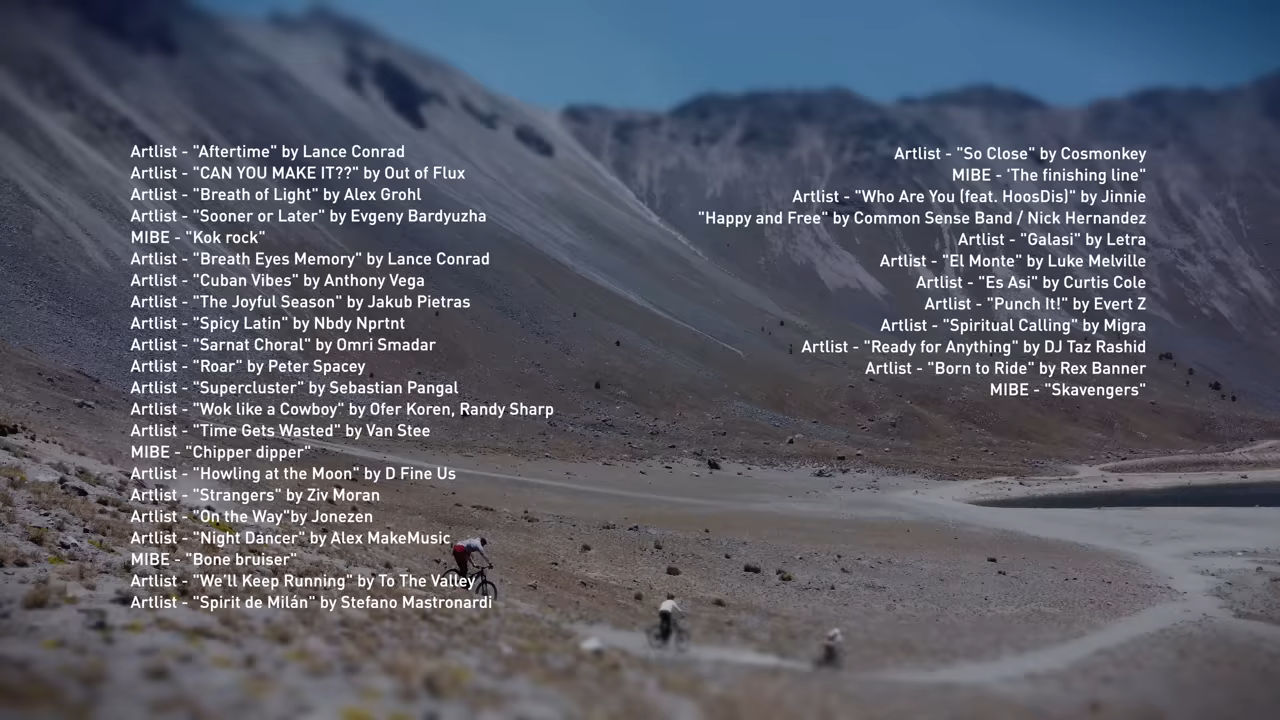 Artlist - "Aftertime" by Lance Conrad
Artlist - "CAN YOU MAKE IT??" by Out of Flux
Artlist - "Breath of Light" by Alex Grohl
Artlist - "Sooner or Later" by Evgeny Bardyuzha
MIBE - "Kok rock"
Artlist - "Breath Eyes Memory" by Lance Conrad
Artlist - "Cuban Vibes" by Anthony Vega
Artlist - "The Joyful Season" by Jakub Pietras
Artlist - "Spicy Latin" by Nbdy Nprtnt
Artlist - "Sarnat Choral" by Omri Smadar
Artlist - "Roar" by Peter Spacey
Artlist - "Supercluster" by Sebastian Pangal
Artlist - "Wok like a Cowboy" by Ofer Koren, Randy Sharp
Artlist - "Time Gets Wasted" by Van Stee
MIBE - "Chipper dipper"
Artlist - "Howling at the Moon" by D Fine Us
Artlist - "Strangers" by Ziv Moran
Artlist - "On the Way"by Jonezen
Artlist - "Night Dancer" by Alex MakeMusic
MIBE - "Bone bruiser"
Artlist - "We'll Keep Running" by To The Valley
Artlist - "Spirit de Milán" by Stefano Mastronardi
Artlist - "So Close" by Cosmonkey
MIBE - 'The finishing line"
Artlist - "Who Are You (feat. HoosDis)" by Jinnie
"Happy and Free" by Common Sense Band / Nick Hernandez
Artlist - "Galasi" by Letra
Artlist - "El Monte" by Luke Melville
Artlist - "Es Asi" by Curtis Cole
Artlist - "Punch It!" by Evert Z
Artlist - "Spiritual Calling" by Migra
Artlist - "Ready for Anything" by DJ Taz Rashid
Artlist - "Born to Ride" by Rex Banner
MIBE - "Skavengers"